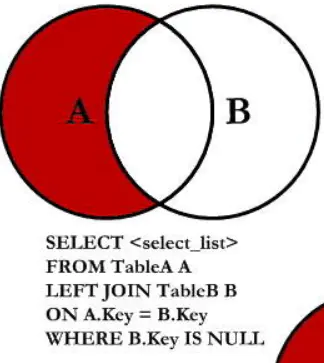 A B
SELECT <select_list>
FROM TableA A
LEFT JOIN TableB B
ON A.Key = B.Key
WHERE B.Key IS NULL